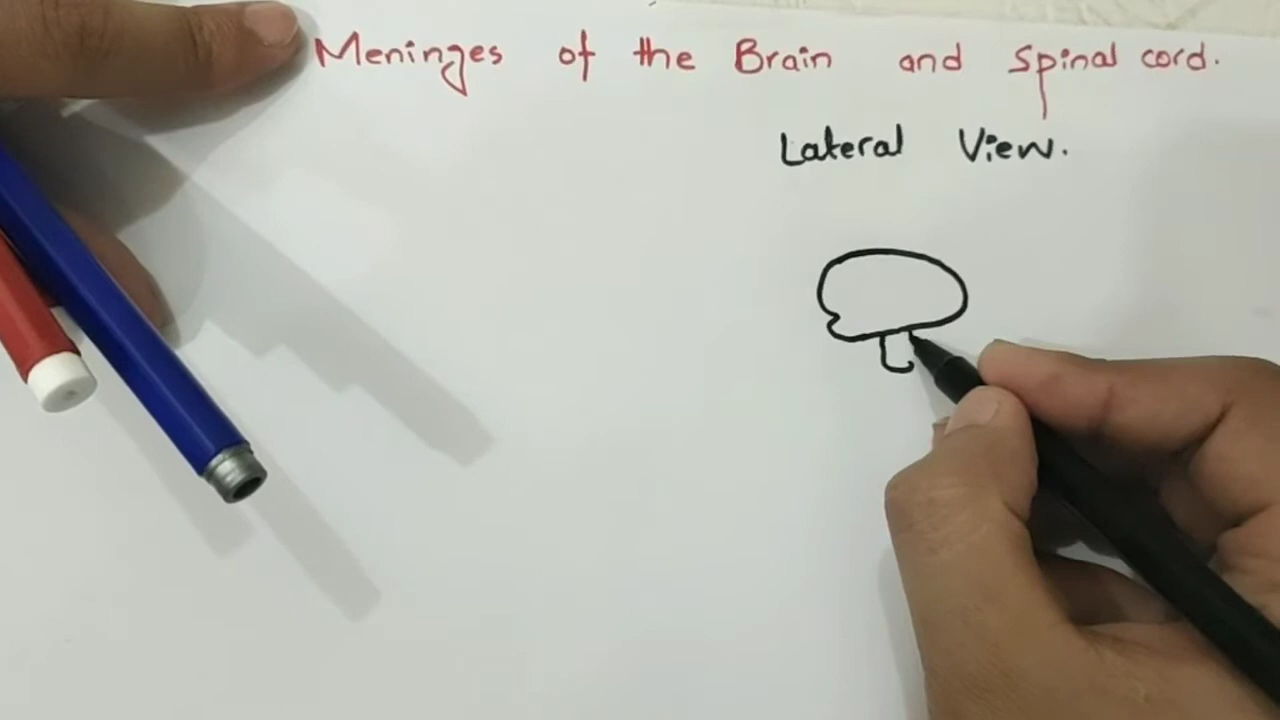 Meninges of the Brain and Spinal cord.
Lateral View.